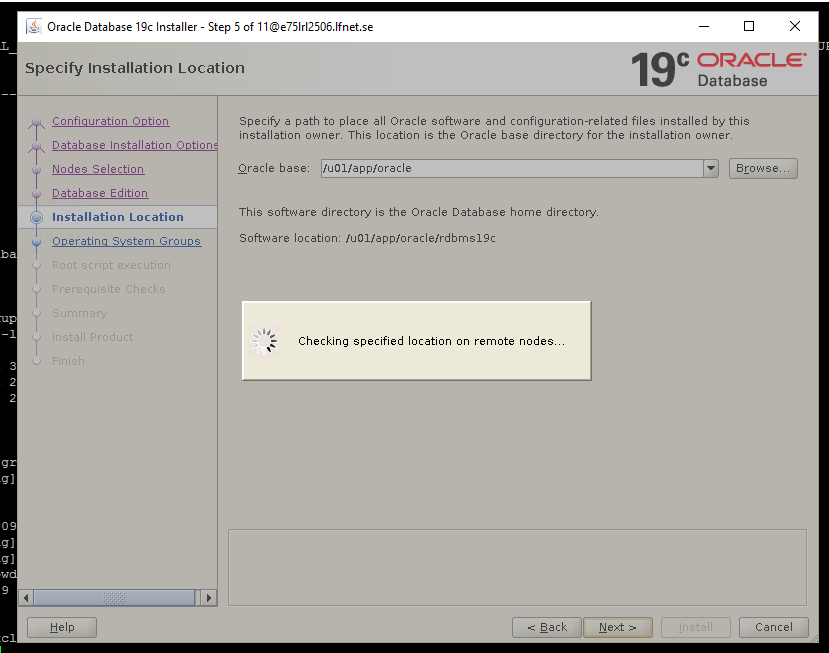 Oracle Database 19c Installer - Step 5 of 11@e75lrl2506.lfnet.se
Specify Installation Location
19c ORACLE
Database
Configuration Option
Database Installation Options
Nodes Selection
Database Edition
Installation Location
Operating System Groups
Root script execution
Prerequisite Checks
Summary
Install Product
Finish
Specify a path to place all Oracle software and configuration-related files installed by this
installation owner. This location is the Oracle base directory for the installation owner.
Oracle base: /u01/app/oracle Browse...
This software directory is the Oracle Database home directory.
Software location: /u01/app/oracle/rdbms19c
Checking specified location on remote nodes...
Help < Back Next > Install Cancel